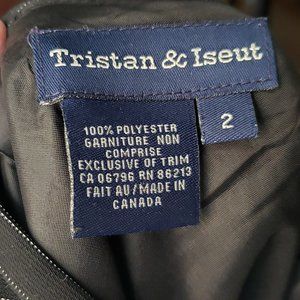 Tristan & Iseut
2
100% POLYESTER
GARNITURE NON
COMPRISE
EXCLUSIVE OF TRIM
CA 06796 RN 86213
FAIT AU/MADE IN
CANADA